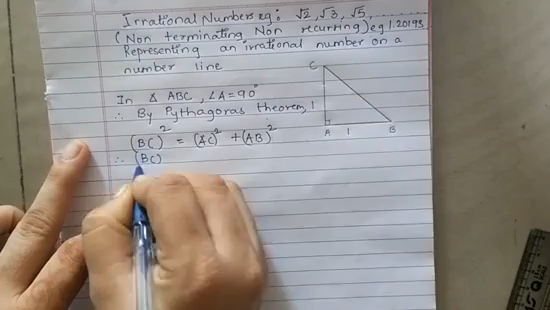 Irrational Number eg: √2, √3, √5, ........
(Non terminating Non recurring) eg 1.20193
Representing an irrational number on a
number line
In △ ABC, ∠A=90°
∴ By Pythagoras theorem,
(BC)² = (AC)² + (AB)²
∴ (BC)
C
1
A 1 B